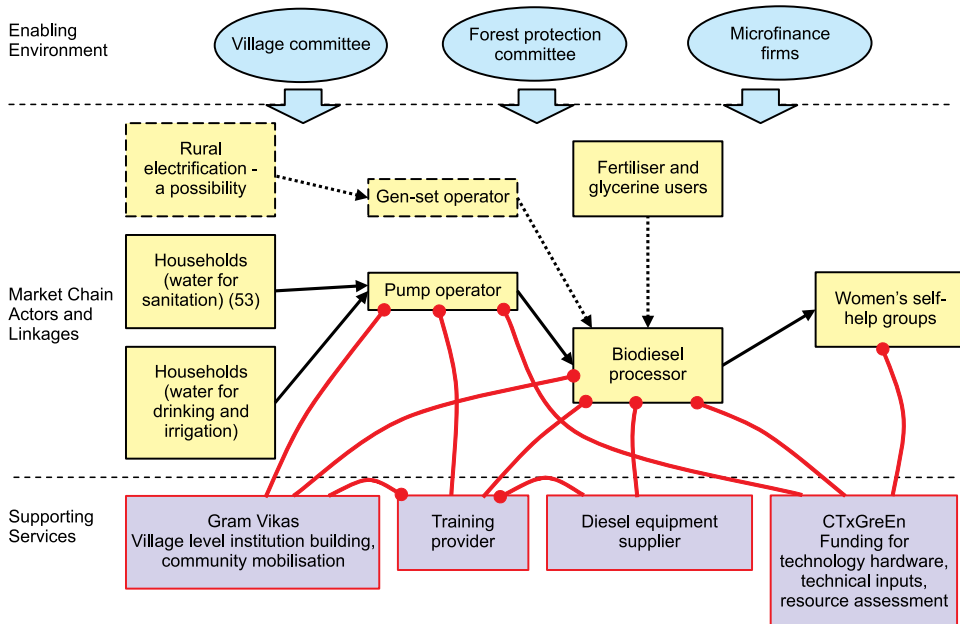 Enabling
Environment
Village committee
Forest protection
committee
Microfinance
firms
Rural
electrification -
a possibility
Gen-set operator
Fertiliser and
glycerine users
Market Chain
Actors and
Linkages
Households
(water for
sanitation) (53)
Pump operator
Households
(water for
drinking and
irrigation)
Biodiesel
processor
Women’s self-
help groups
Supporting
Services
Gram Vikas
Village level institution building,
community mobilisation
Training
provider
Diesel equipment
supplier
CTxGreEn
Funding for
technology hardware,
technical inputs,
resource assessment